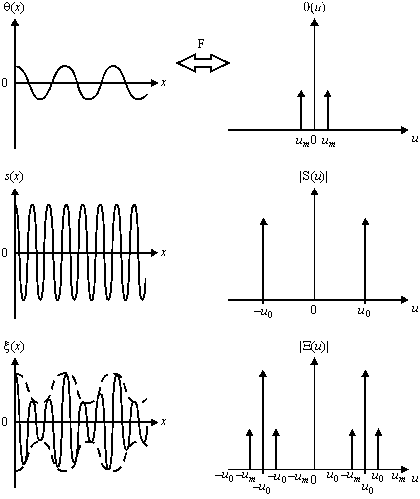 θ(x)
0
x
F
θ(u)
u_m 0 u_m
u
s(x)
0
x
|S(u)|
−u_0
0
u_0
u
ξ(x)
0
x
|Ξ(u)|
−u_0−u_m −u_0−u_m u_0 −u_m u_0 u_m u
−u_0
0
u_0